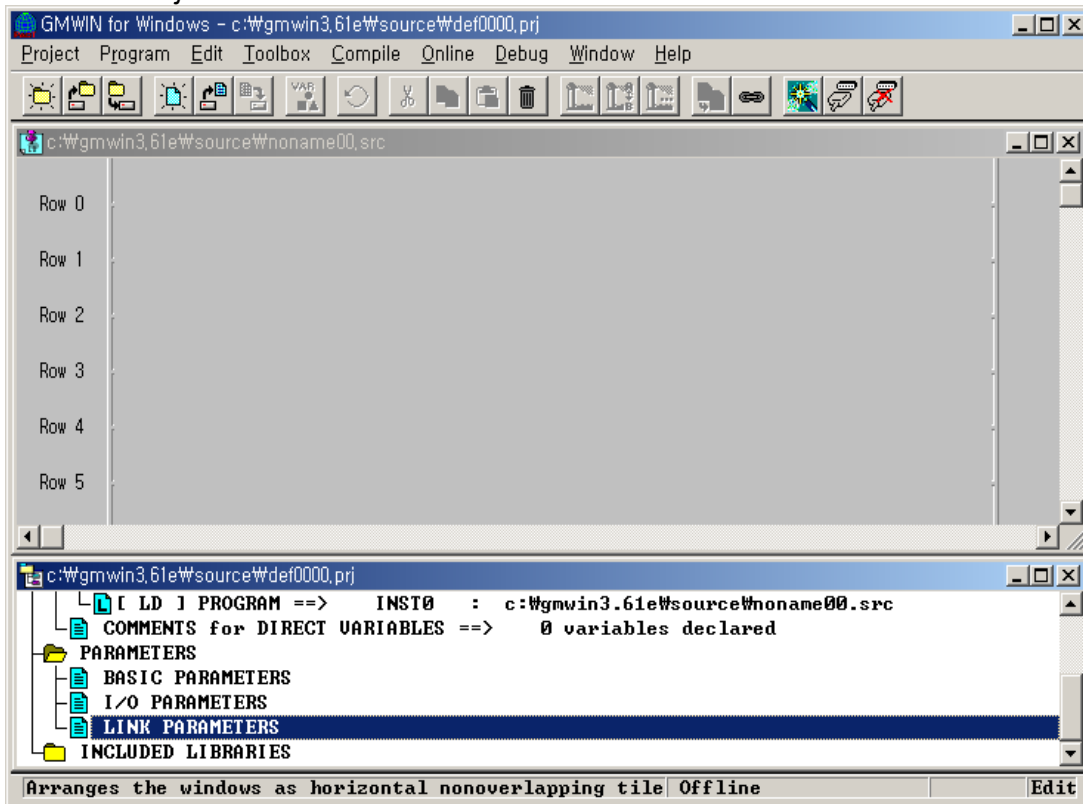 GMWIN for Windows - c:₩gmwin3,61e₩source₩def0000,prj
Project Program Edit Toolbox Compile Online Debug Window Help
VAR
c:₩gmwin3,61e₩source₩noname00,src
Row 0
Row 1
Row 2
Row 3
Row 4
Row 5
c:₩gmwin3,61e₩source₩def0000,prj
L [ LD ] PROGRAM ==> INST0 : c:₩gmwin3.61e₩source₩noname00.src
COMMENTS for DIRECT VARIABLES ==> 0 variables declared
PARAMETERS
BASIC PARAMETERS
I/O PARAMETERS
LINK PARAMETERS
INCLUDED LIBRARIES
Arranges the windows as horizontal nonoverlapping tile Offline Edit